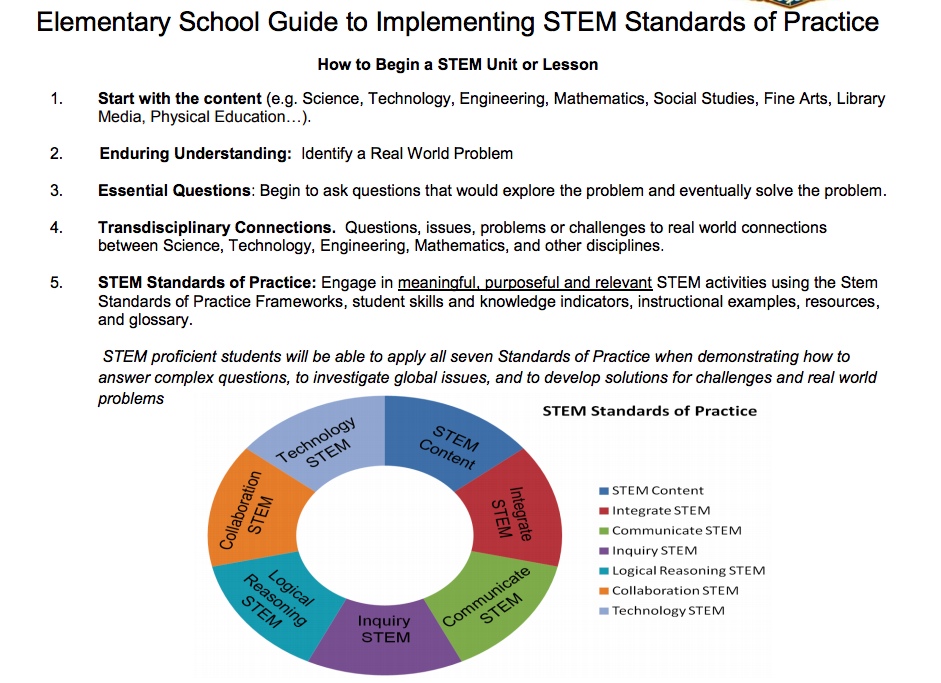 Elementary School Guide to Implementing STEM Standards of Practice
How to Begin a STEM Unit or Lesson
1. Start with the content (e.g. Science, Technology, Engineering, Mathematics, Social Studies, Fine Arts, Library
Media, Physical Education…).
2. Enduring Understanding: Identify a Real World Problem
3. Essential Questions: Begin to ask questions that would explore the problem and eventually solve the problem.
4. Transdisciplinary Connections. Questions, issues, problems or challenges to real world connections
between Science, Technology, Engineering, Mathematics, and other disciplines.
5. STEM Standards of Practice: Engage in meaningful, purposeful and relevant STEM activities using the Stem
Standards of Practice Frameworks, student skills and knowledge indicators, instructional examples, resources,
and glossary.
STEM proficient students will be able to apply all seven Standards of Practice when demonstrating how to
answer complex questions, to investigate global issues, and to develop solutions for challenges and real world
problems
STEM Standards of Practice
STEM
Content
Integrate
STEM
Communicate
STEM
Inquiry
STEM
Logical
Reasoning
STEM
Collaboration
STEM
Technology
STEM
STEM Content
Integrate STEM
Communicate STEM
Inquiry STEM
Logical Reasoning STEM
Collaboration STEM
Technology STEM